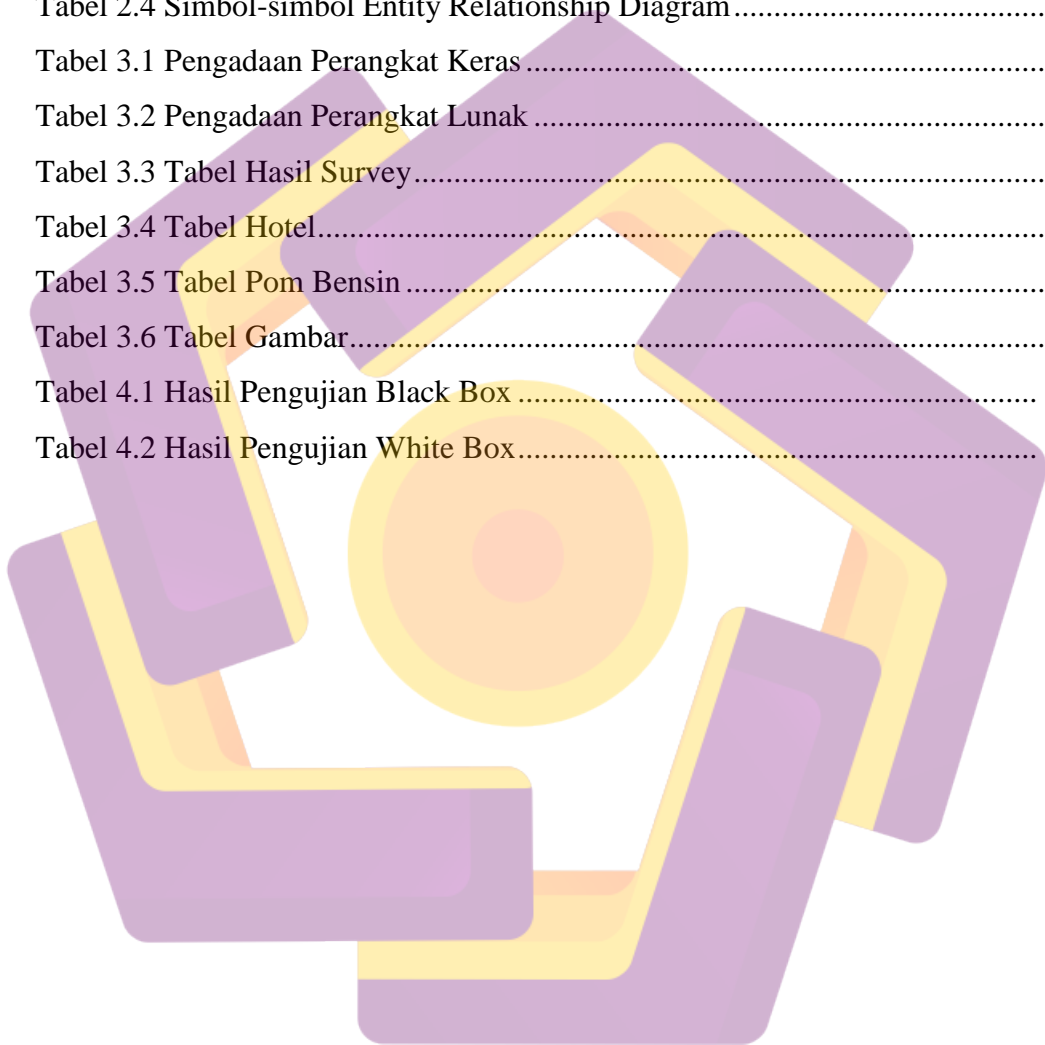 Tabel 2.4 Simbol-simbol Entity Relationship Diagram........................................
Tabel 3.1 Pengadaan Perangkat Keras..................................................................
Tabel 3.2 Pengadaan Perangkat Lunak.................................................................
Tabel 3.3 Tabel Hasil Survey................................................................................
Tabel 3.4 Tabel Hotel............................................................................................
Tabel 3.5 Tabel Pom Bensin.................................................................................
Tabel 3.6 Tabel Gambar........................................................................................
Tabel 4.1 Hasil Pengujian Black Box..................................................................
Tabel 4.2 Hasil Pengujian White Box..................................................................